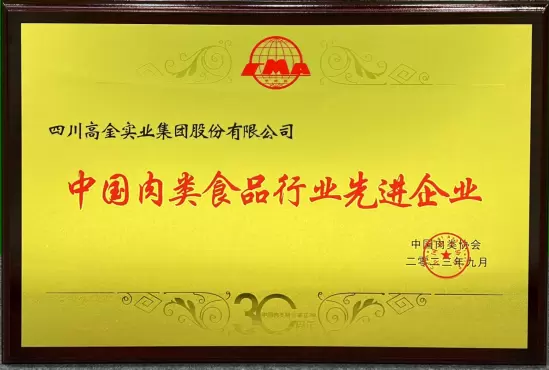 CMA
四川高金实业集团股份有限公司
中国肉类食品行业先进企业
中国肉类协会
二零二二年九月
30